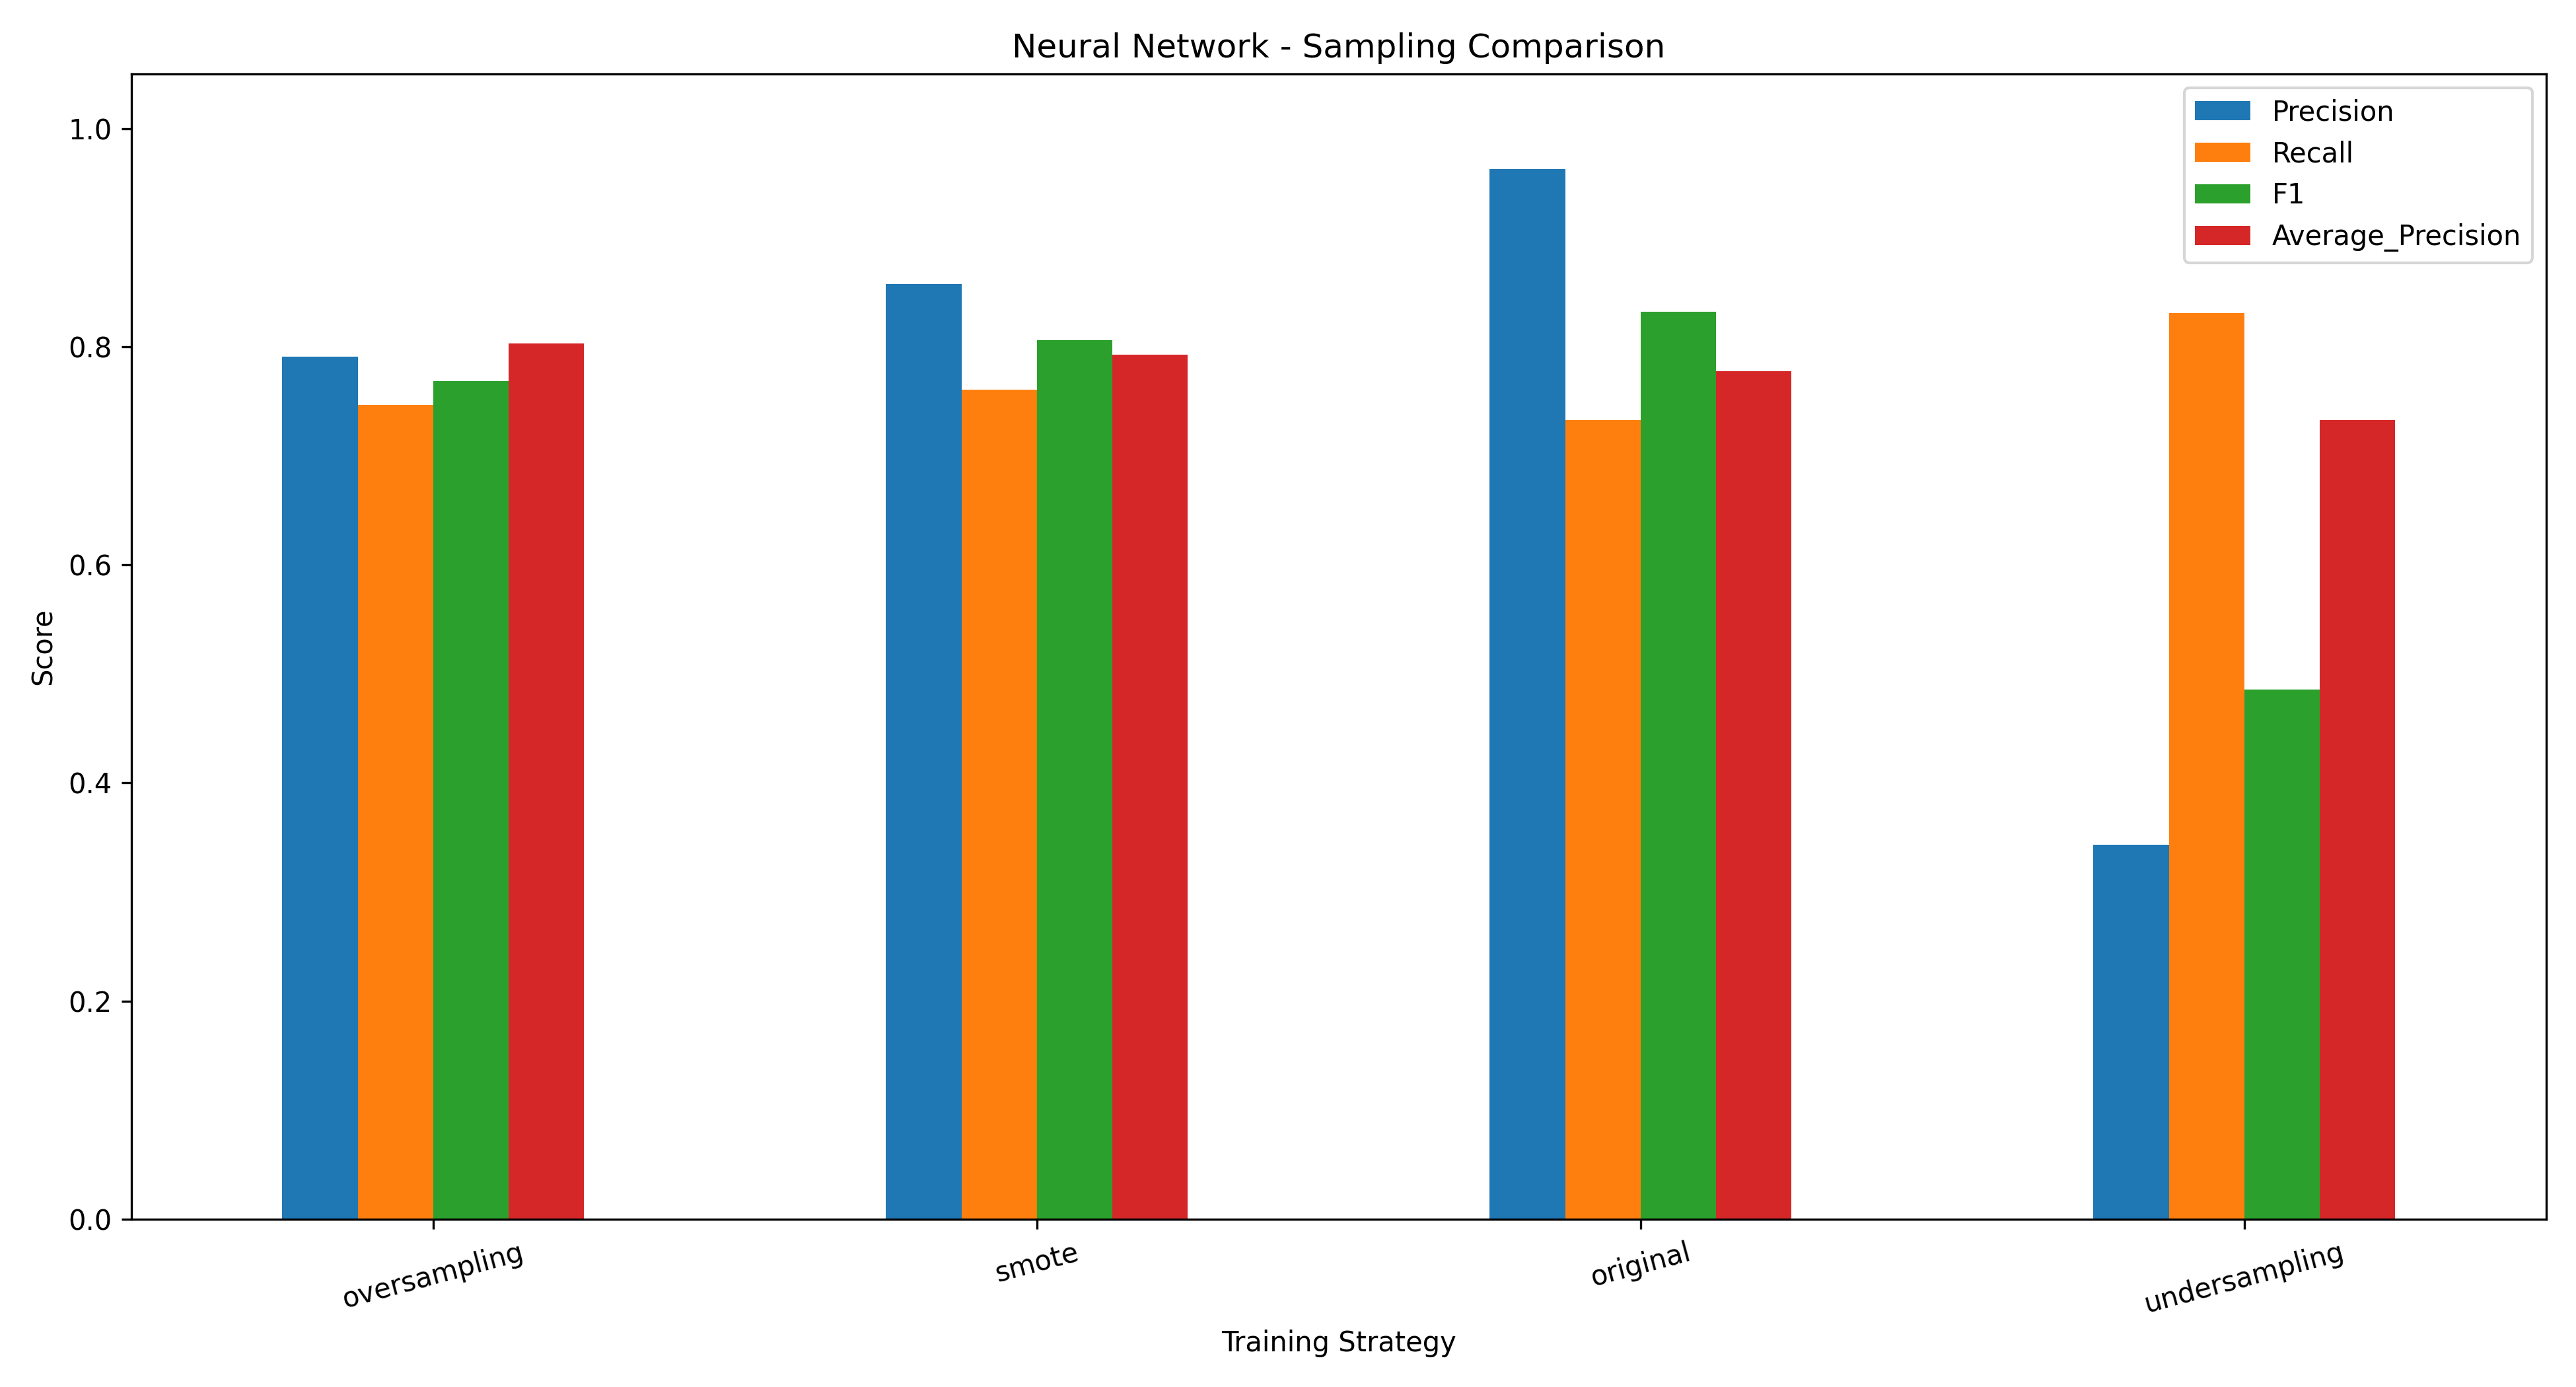 Neural Network - Sampling Comparison
Precision
Recall
F1
Average_Precision
1.0
0.8
0.6
0.4
0.2
0.0
Score
oversampling
smote
original
undersampling
Training Strategy